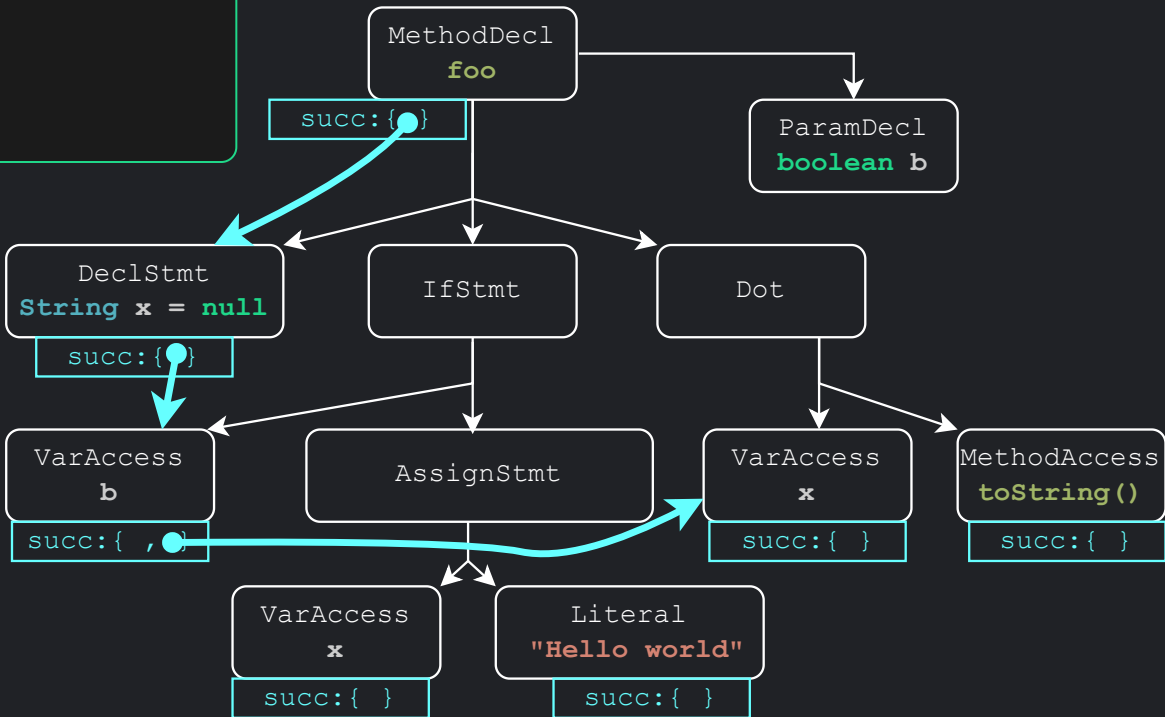 MethodDecl
foo
succ:{ }
ParamDecl
boolean b
DeclStmt
String x = null
succ:{ }
IfStmt
Dot
VarAccess
b
succ:{ , }
AssignStmt
VarAccess
x
succ:{ }
MethodAccess
toString()
succ:{ }
VarAccess
x
succ:{ }
Literal
"Hello world"
succ:{ }